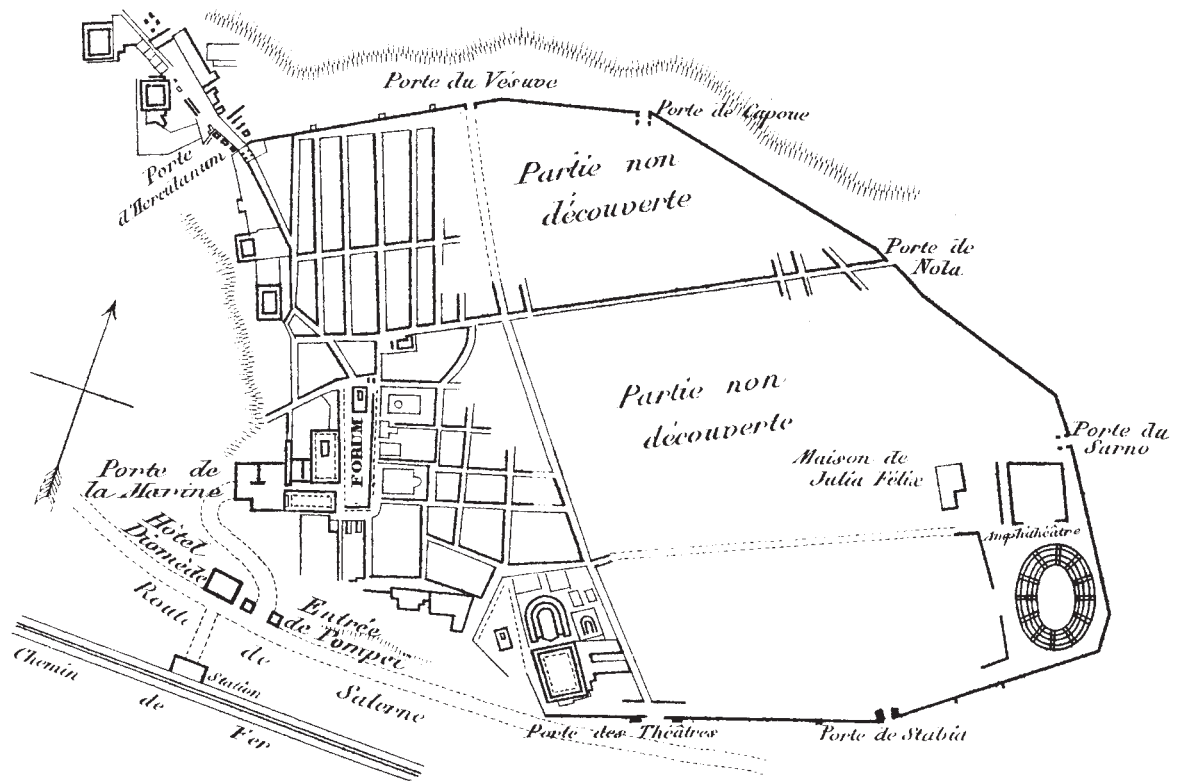 Porte du Vésuve
Porte de Capoue
Partie non
découverte
Porte
d'Herculanum
Porte de
Nola
Partie non
découverte
FORUM
Porte du
Sarno
Maison de
Julia Félix
Porte de
la Marine
Amphithéâtre
Hôtel
Diomède
Entrée
de Pompei
Route
de
Salerne
Station
Chemin
de
Fer
Porte des Théâtres
Porte de Stabia